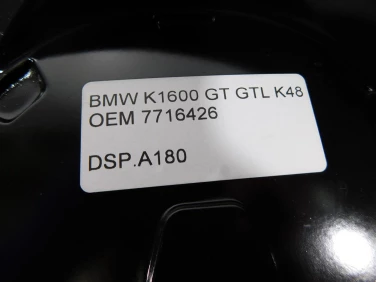 BMW K1600 GT GTL K48
OEM 7716426
DSP.A180